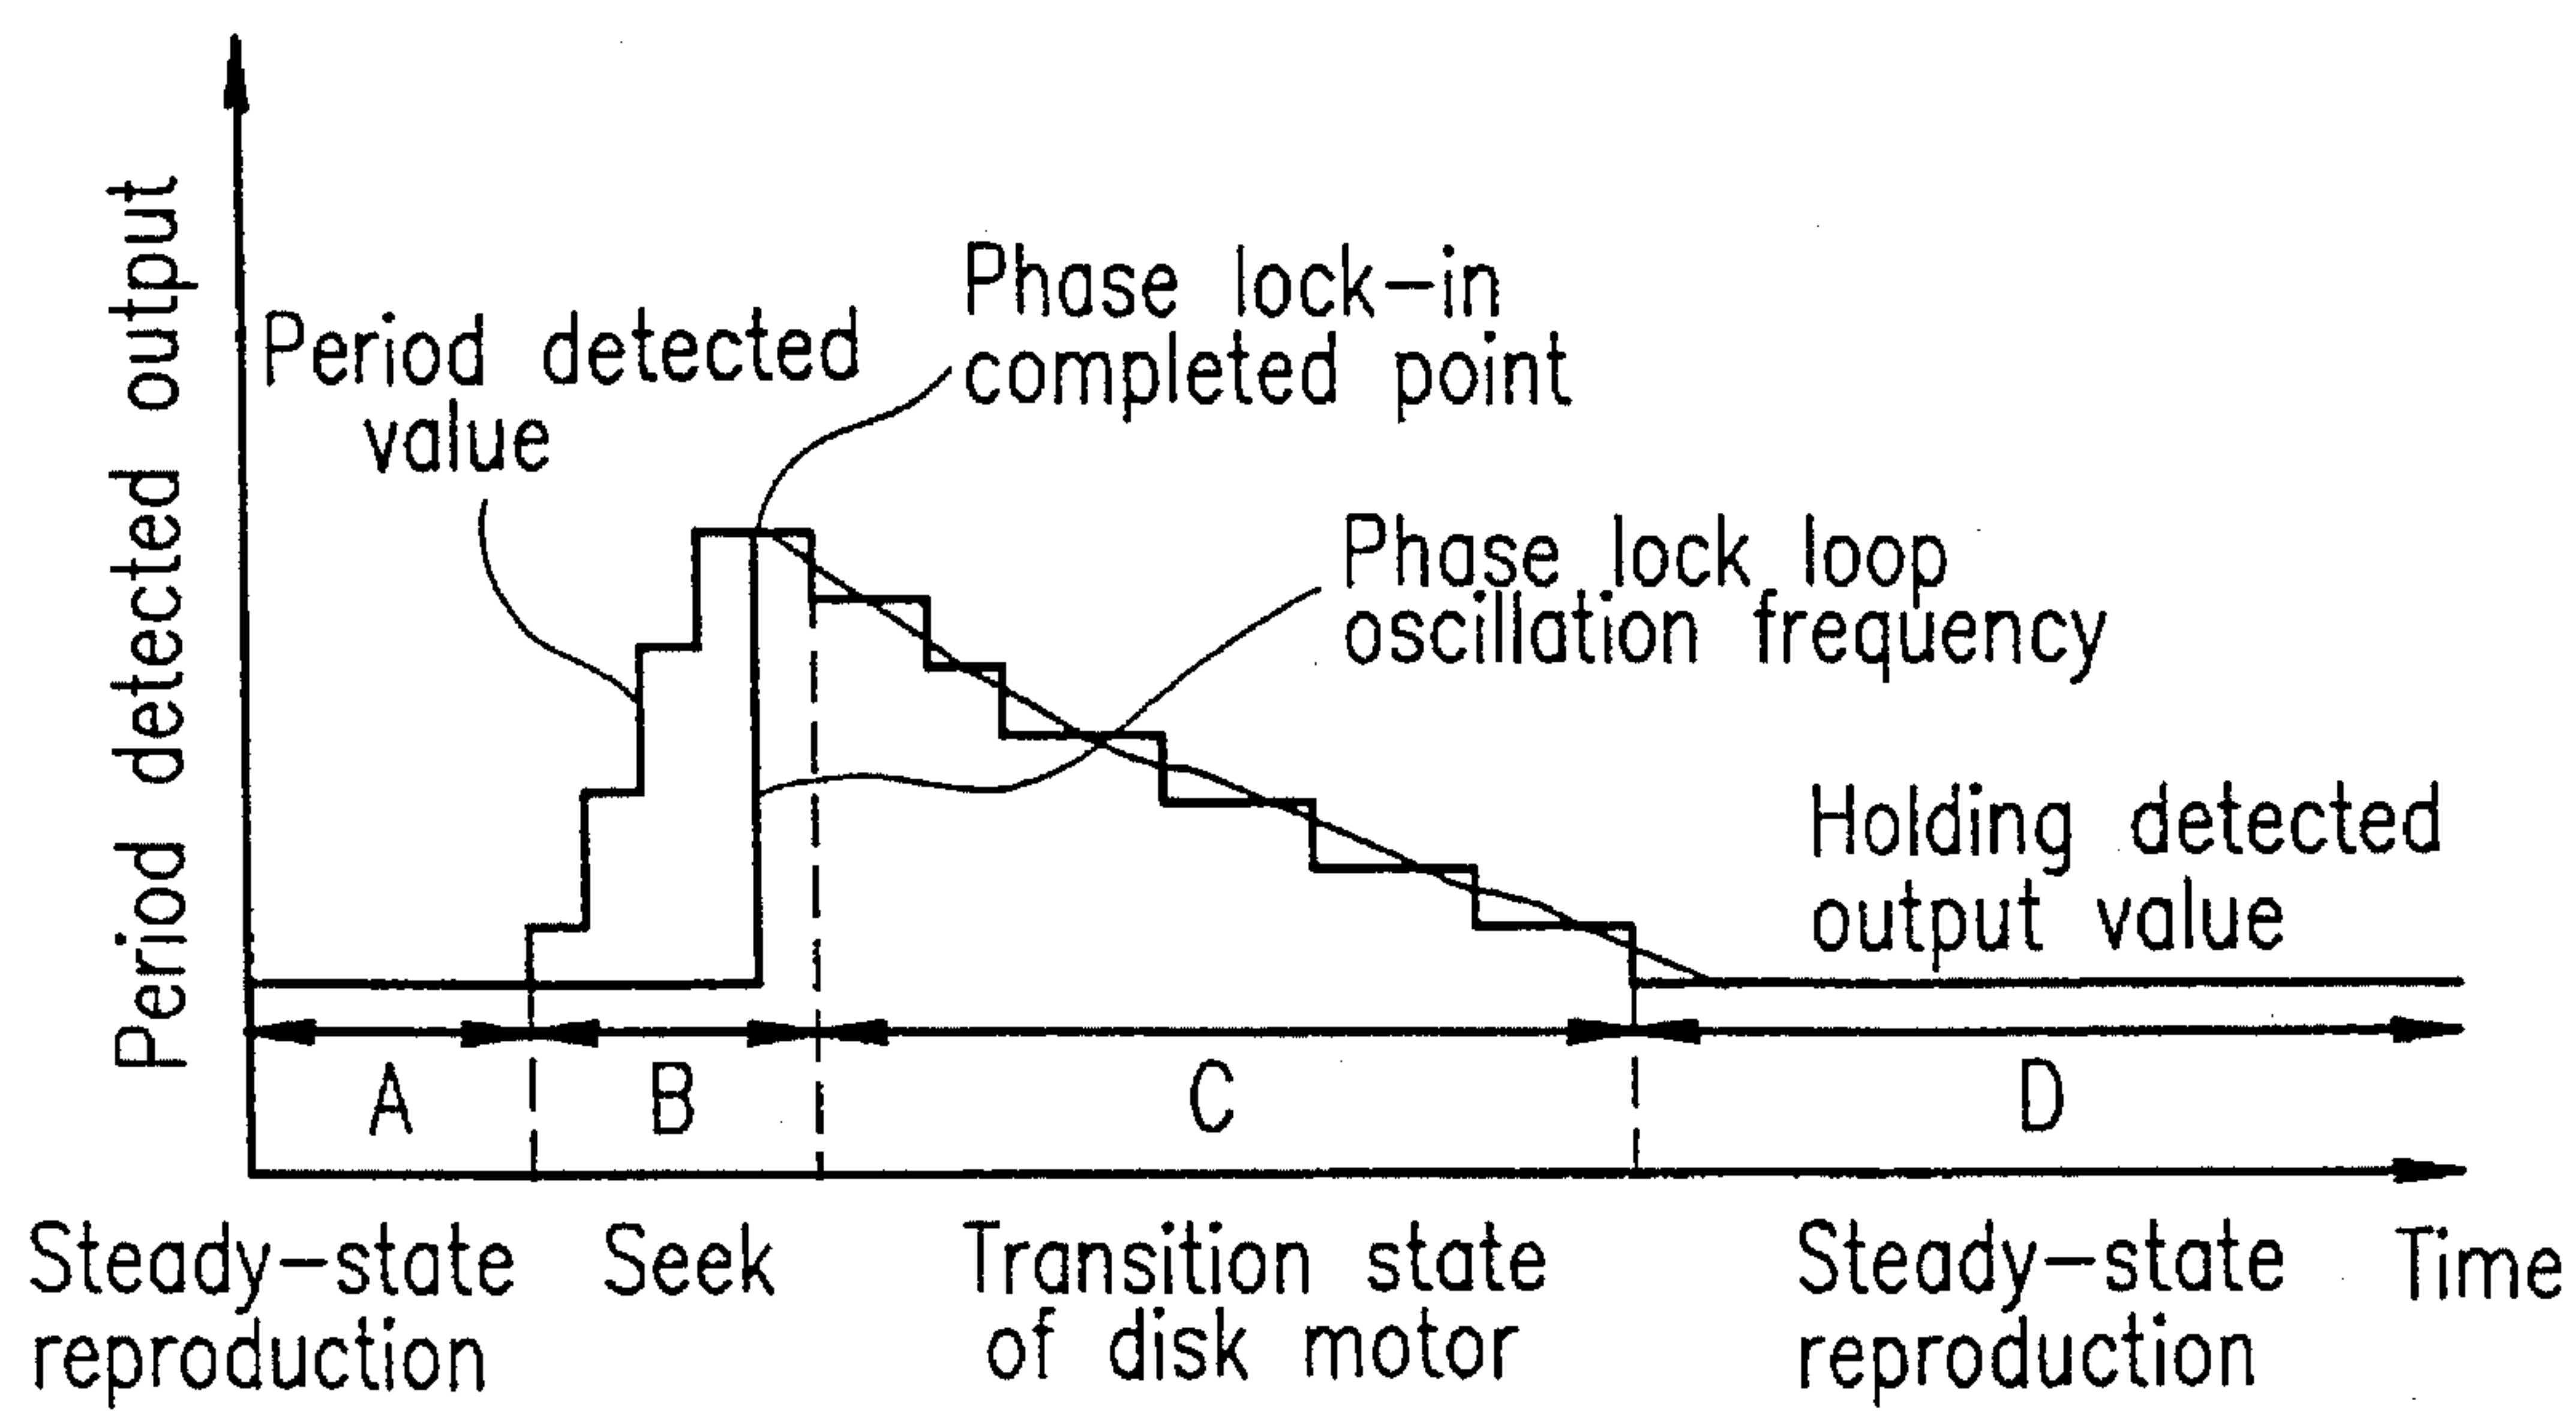 Period detected output
Period detected
value
Phase lock-in
completed point
Phase lock loop
oscillation frequency
Holding detected
output value
A
B
C
D
Steady-state
reproduction
Seek
Transition state
of disk motor
Steady-state
reproduction
Time